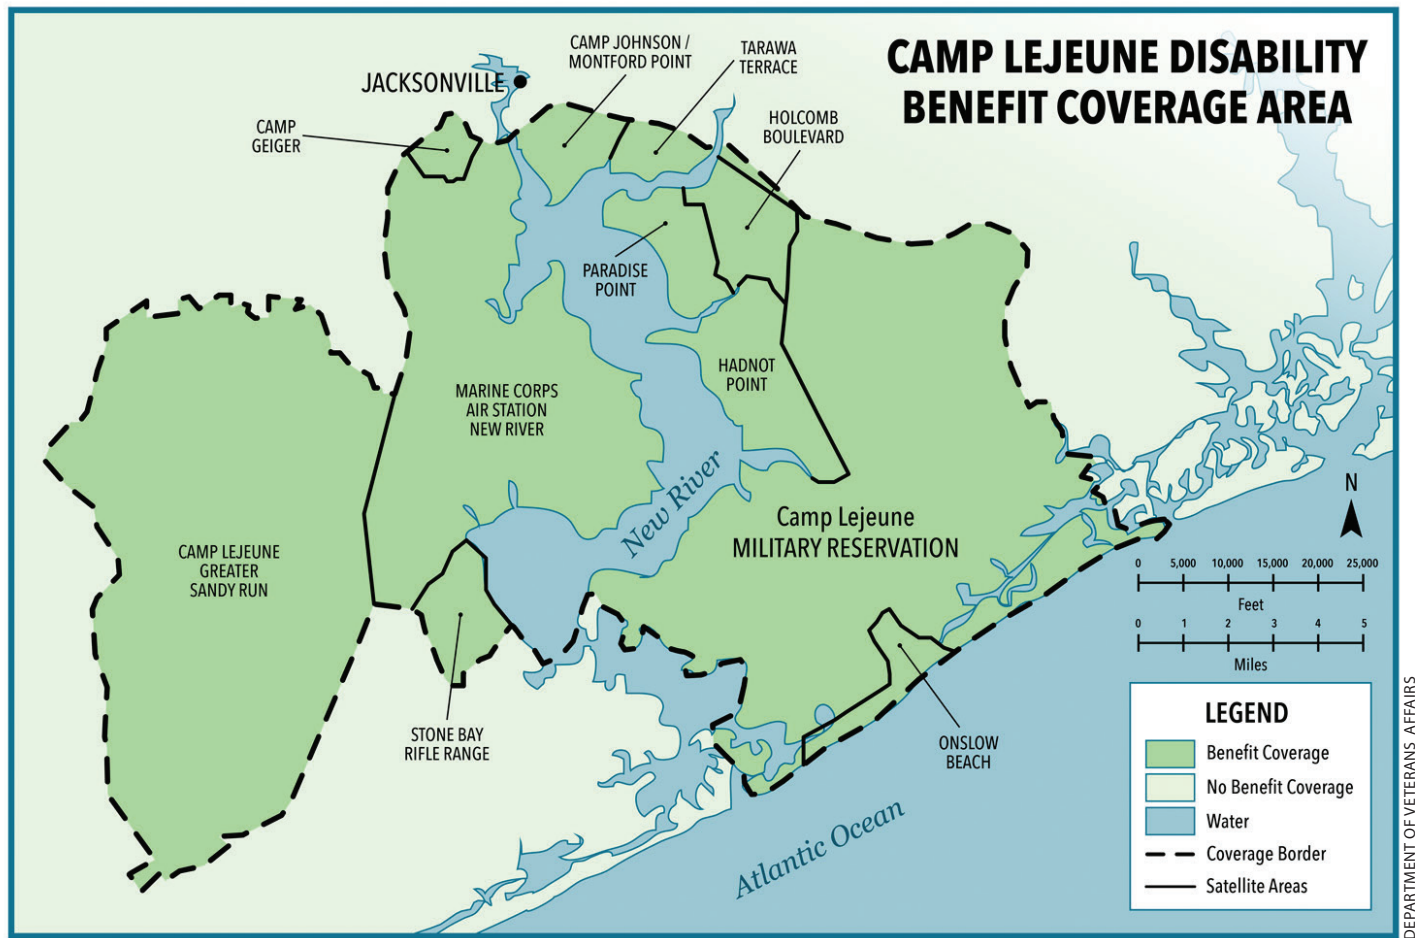 CAMP LEJEUNE DISABILITY
BENEFIT COVERAGE AREA
CAMP JOHNSON /
MONTFORD POINT
TARAWA
TERRACE
JACKSONVILLE
HOLCOMB
BOULEVARD
CAMP
GEIGER
PARADISE
POINT
HADNOT
POINT
MARINE CORPS
AIR STATION
NEW RIVER
New River
Camp Lejeune
MILITARY RESERVATION
CAMP LEJEUNE
GREATER
SANDY RUN
STONE BAY
RIFLE RANGE
ONSLOW
BEACH
Atlantic Ocean
N
0 5,000 10,000 15,000 20,000 25,000
Feet
0 1 2 3 4 5
Miles
LEGEND
Benefit Coverage
No Benefit Coverage
Water
Coverage Border
Satellite Areas
DEPARTMENT OF VETERANS AFFAIRS